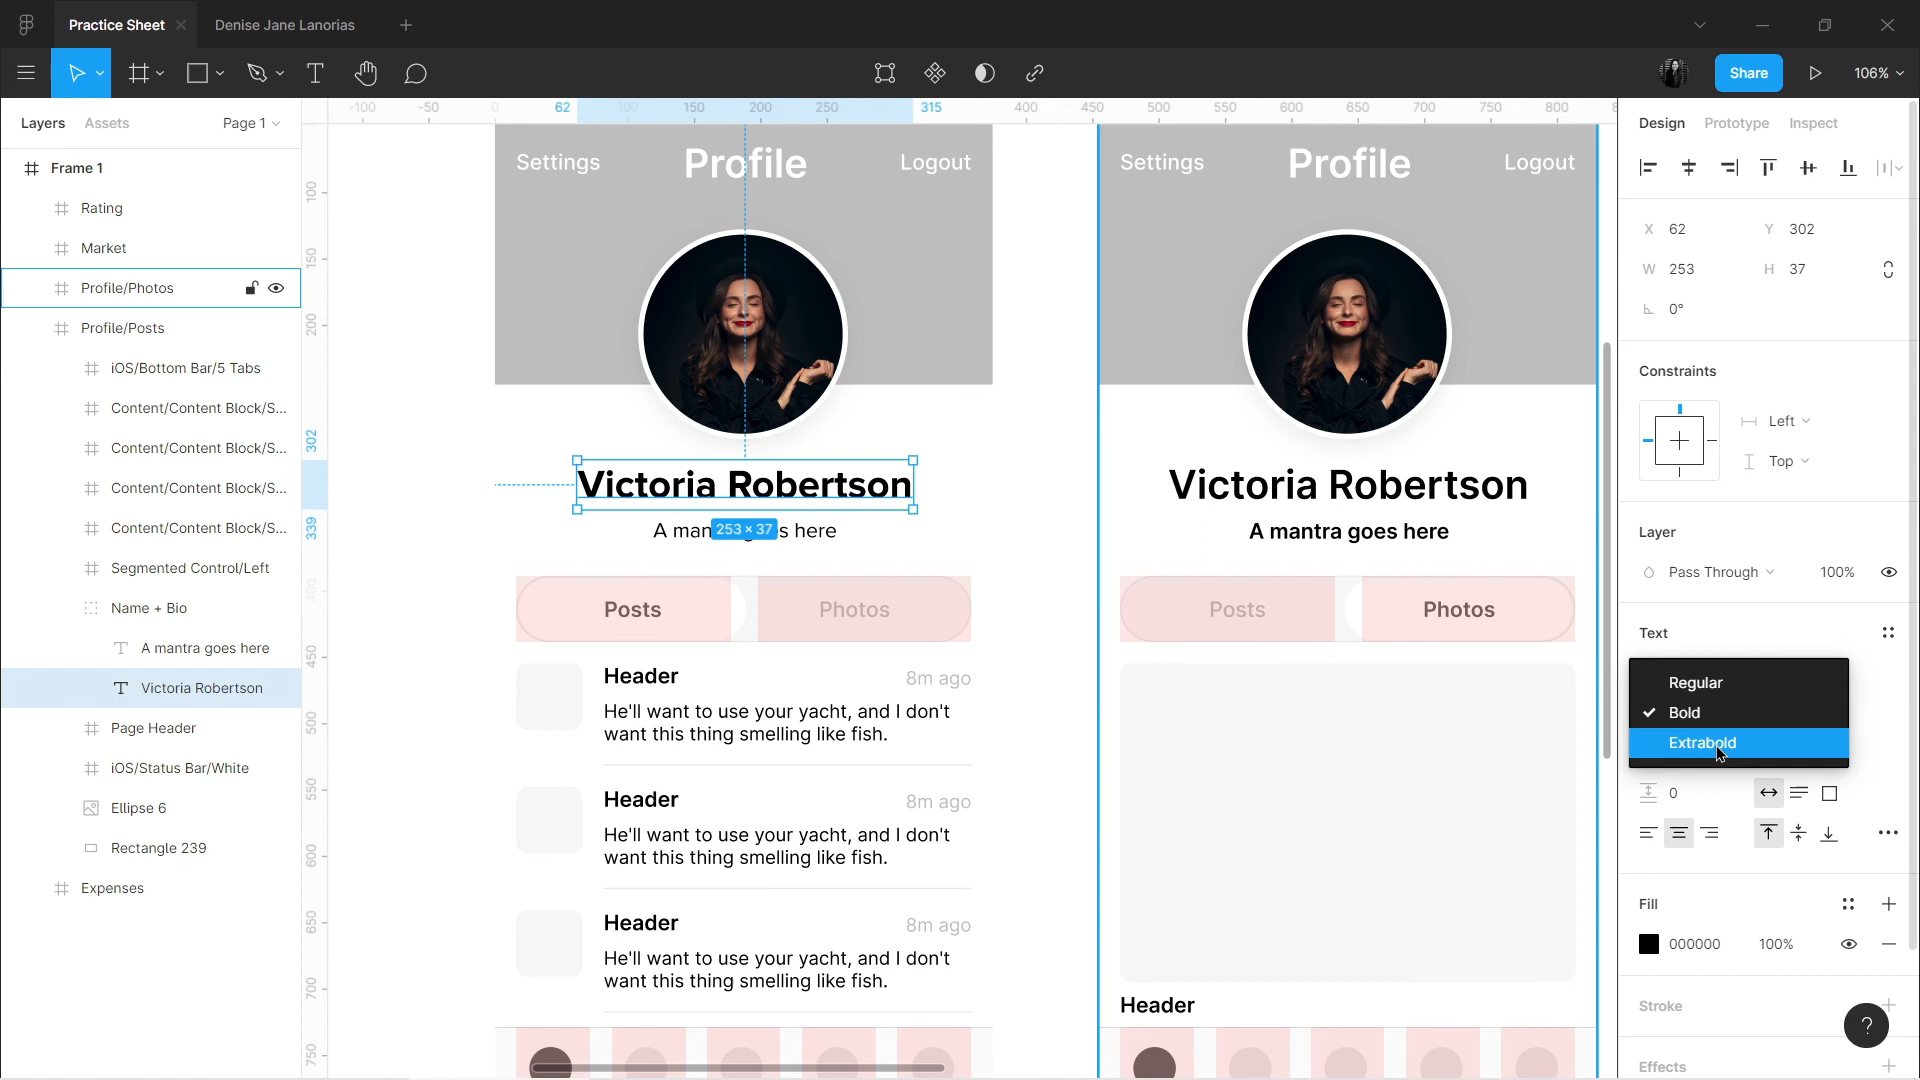 Practice Sheet
Denise Jane Lanorias
Share
106%
Layers
Assets
Page 1
-100 -50 0 62 100 150 200 250 315 400 450 500 550 600 650 700 750 800
Design
Prototype
Inspect
Frame 1
Rating
Market
Profile/Photos
Profile/Posts
iOS/Bottom Bar/5 Tabs
Content/Content Block/S...
Content/Content Block/S...
Content/Content Block/S...
Content/Content Block/S...
Segmented Control/Left
Name + Bio
A mantra goes here
Victoria Robertson
Page Header
iOS/Status Bar/White
Ellipse 6
Rectangle 239
Expenses
100
150
200
250
302
339
400
450
500
550
600
650
700
750
Settings
Profile
Logout
Victoria Robertson
253 × 37
A man s here
Posts
Photos
Header
8m ago
He'll want to use your yacht, and I don't
want this thing smelling like fish.
Header
8m ago
He'll want to use your yacht, and I don't
want this thing smelling like fish.
Header
8m ago
He'll want to use your yacht, and I don't
want this thing smelling like fish.
Settings
Profile
Logout
Victoria Robertson
A mantra goes here
Posts
Photos
Header
X 62
Y 302
W 253
H 37
0°
Constraints
Left
Top
Layer
Pass Through
100%
Text
Regular
Bold
Extrabold
0
Fill
000000
100%
Stroke
Effects
?